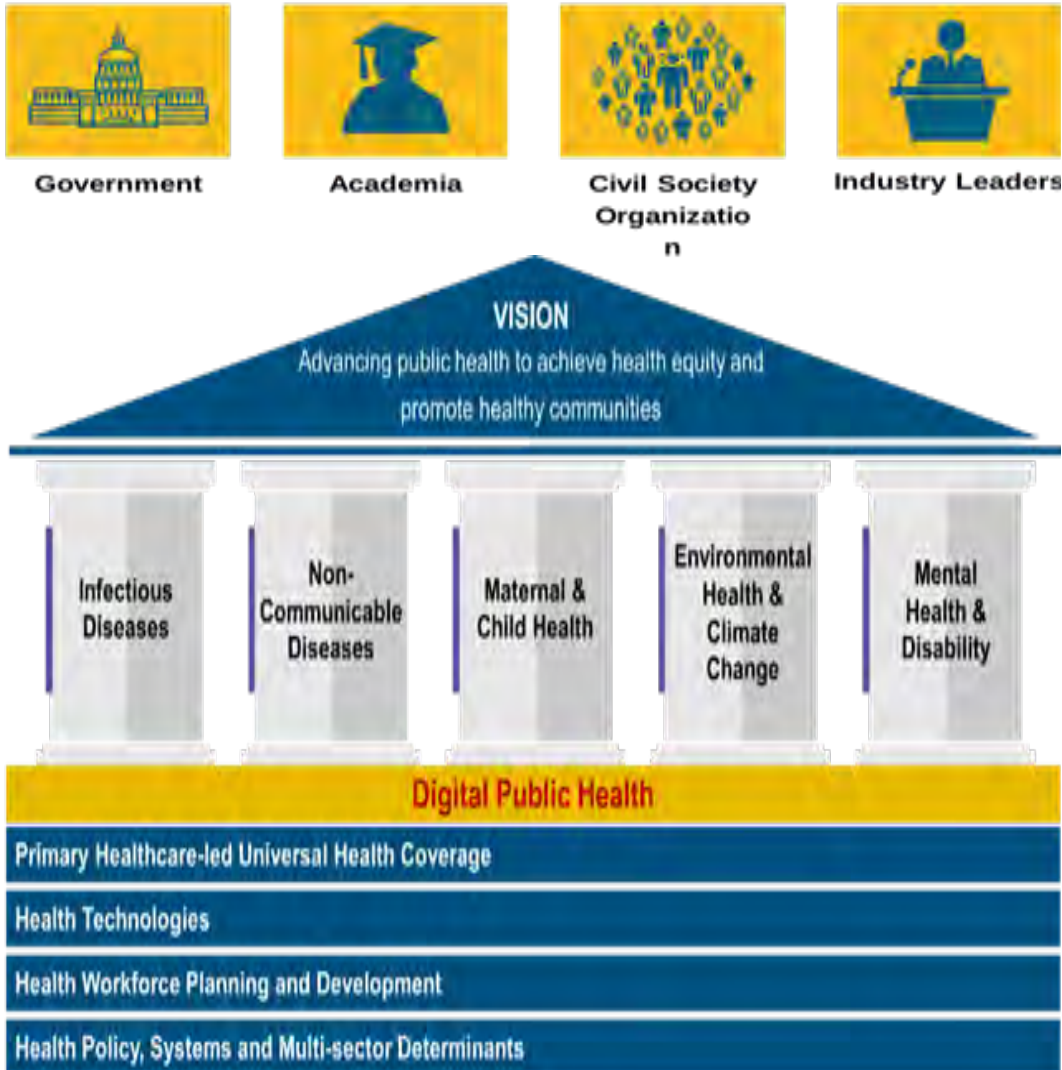 Government
Academia
Civil Society
Organizatio
n
Industry Leaders
VISION
Advancing public health to achieve health equity and
promote healthy communities
Infectious
Diseases
Non-
Communicable
Diseases
Maternal &
Child Health
Environmental
Health &
Climate
Change
Mental
Health &
Disability
Digital Public Health
Primary Healthcare-led Universal Health Coverage
Health Technologies
Health Workforce Planning and Development
Health Policy, Systems and Multi-sector Determinants